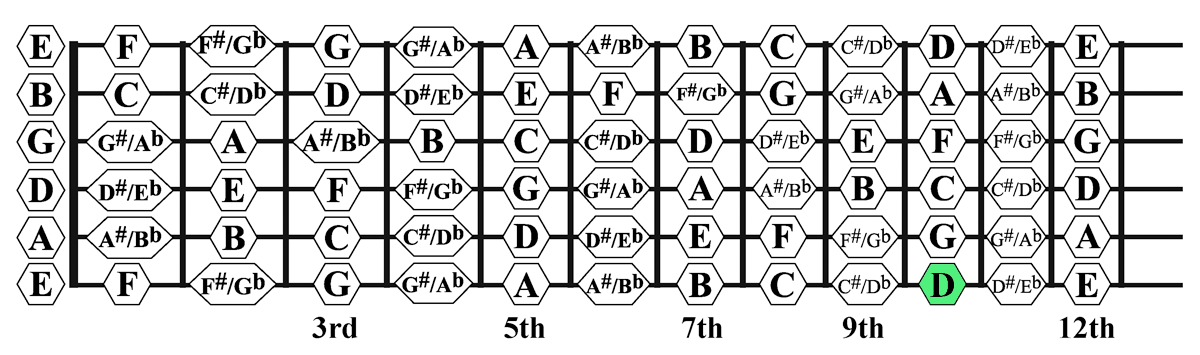 E F F#/Gb G G#/Ab A A#/Bb B C C#/Db D D#/Eb E
B C C#/Db D D#/Eb E F F#/Gb G G#/Ab A A#/Bb B
G G#/Ab A A#/Bb B C C#/Db D D#/Eb E F F#/Gb G
D D#/Eb E F F#/Gb G G#/Ab A A#/Bb B C C#/Db D
A A#/Bb B C C#/Db D D#/Eb E F F#/Gb G G#/Ab A
E F F#/Gb G G#/Ab A A#/Bb B C C#/Db D D#/Eb E
3rd 5th 7th 9th 12th